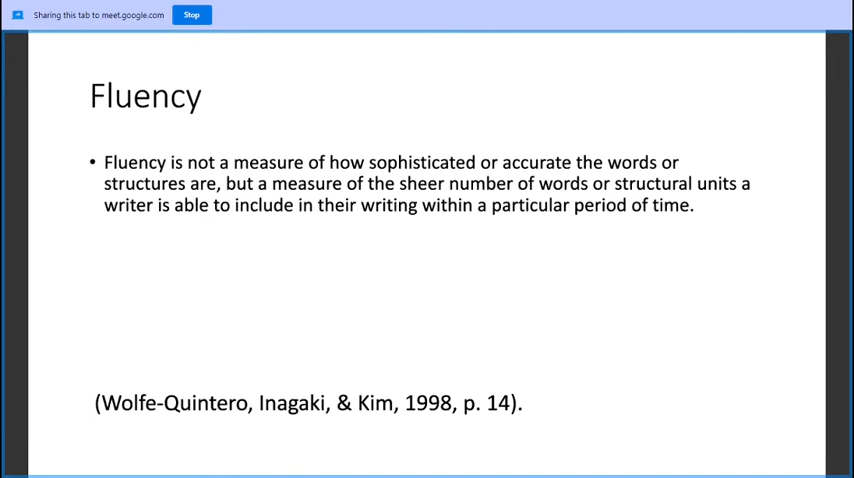 Sharing this tab to meet.google.com Stop
Fluency
• Fluency is not a measure of how sophisticated or accurate the words or
structures are, but a measure of the sheer number of words or structural units a
writer is able to include in their writing within a particular period of time.
(Wolfe-Quintero, Inagaki, & Kim, 1998, p. 14).